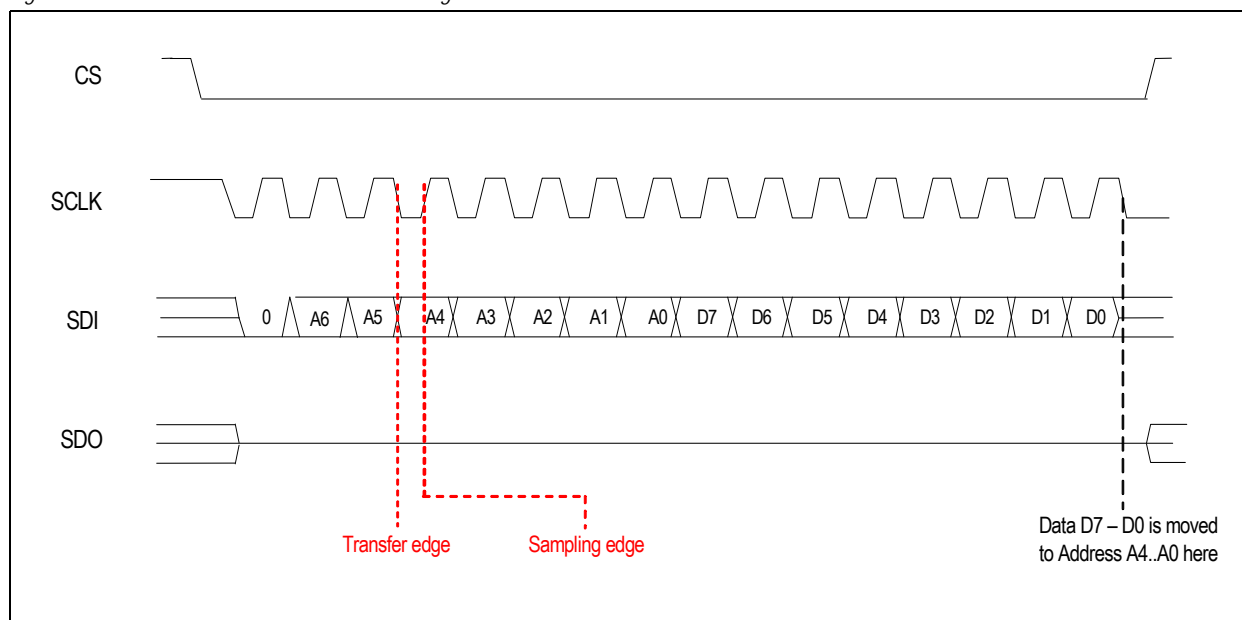 CS
SCLK
SDI
0 A6 A5 A4 A3 A2 A1 A0 D7 D6 D5 D4 D3 D2 D1 D0
SDO
Transfer edge
Sampling edge
Data D7 – D0 is moved
to Address A4..A0 here